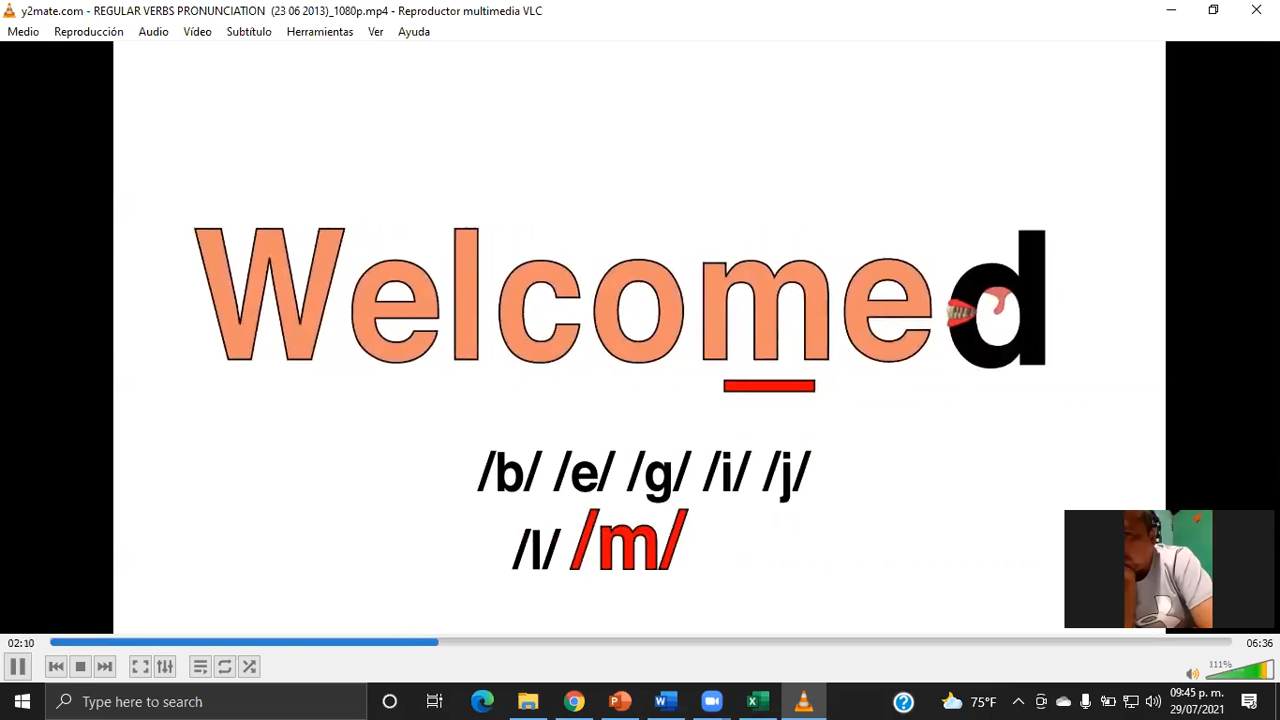 y2mate.com - REGULAR VERBS PRONUNCIATION (23 06 2013)_1080p.mp4 - Reproductor multimedia VLC
Medio Reproducción Audio Vídeo Subtítulo Herramientas Ver Ayuda
Welcomed
/b/ /e/ /g/ /i/ /j/
/l/ /m/
02:10 06:36
111%
Type here to search
75°F
09:45 p. m.
29/07/2021